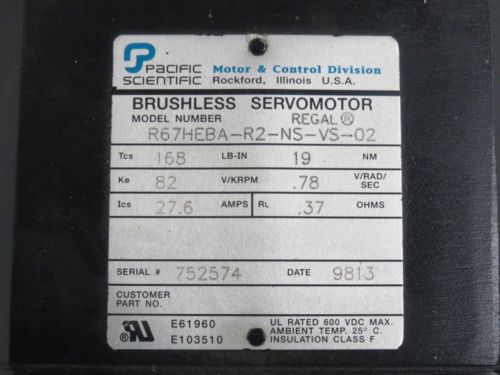 PACIFIC SCIENTIFIC Motor & Control Division
Rockford, Illinois U.S.A.
BRUSHLESS SERVOMOTOR
MODEL NUMBER REGAL®
R67HEBA-R2-NS-VS-02
Tcs 168 LB-IN 19 NM
Ke 82 V/KRPM .78 V/RAD/SEC
Ics 27.6 AMPS RL .37 OHMS
SERIAL # 752574 DATE 9813
CUSTOMER
PART NO.
E61960 UL RATED 600 VDC MAX.
AMBIENT TEMP. 25° C.
E103510 INSULATION CLASS F